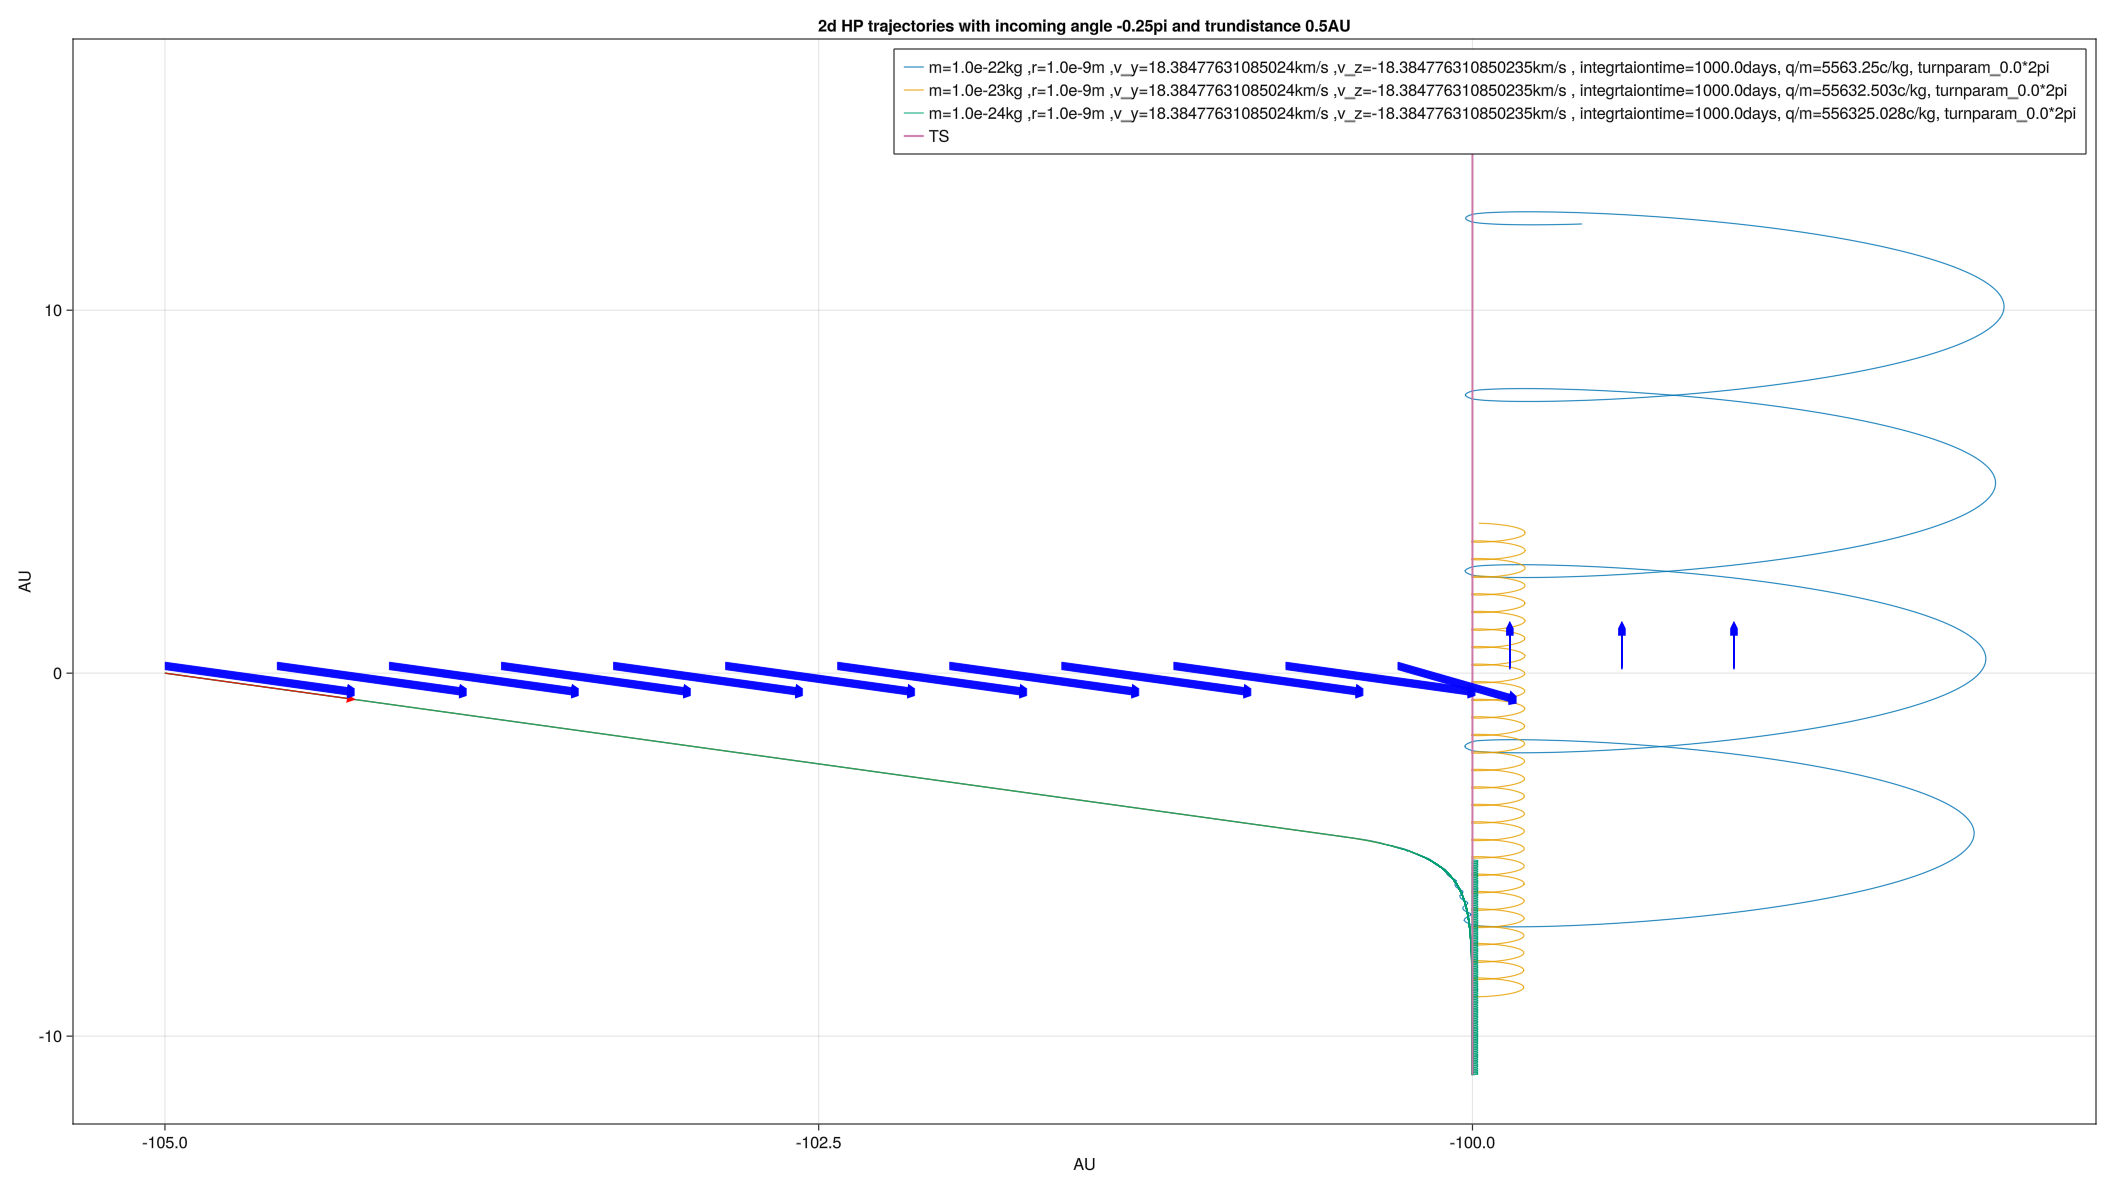 2d HP trajectories with incoming angle -0.25pi and trundistance 0.5AU
m=1.0e-22kg ,r=1.0e-9m ,v_y=18.38477631085024km/s ,v_z=-18.384776310850235km/s , integrtaiontime=1000.0days, q/m=5563.25c/kg, turnparam_0.0*2pi
m=1.0e-23kg ,r=1.0e-9m ,v_y=18.38477631085024km/s ,v_z=-18.384776310850235km/s , integrtaiontime=1000.0days, q/m=55632.503c/kg, turnparam_0.0*2pi
m=1.0e-24kg ,r=1.0e-9m ,v_y=18.38477631085024km/s ,v_z=-18.384776310850235km/s , integrtaiontime=1000.0days, q/m=556325.028c/kg, turnparam_0.0*2pi
TS
10
0
-10
AU
-105.0
-102.5
-100.0
AU